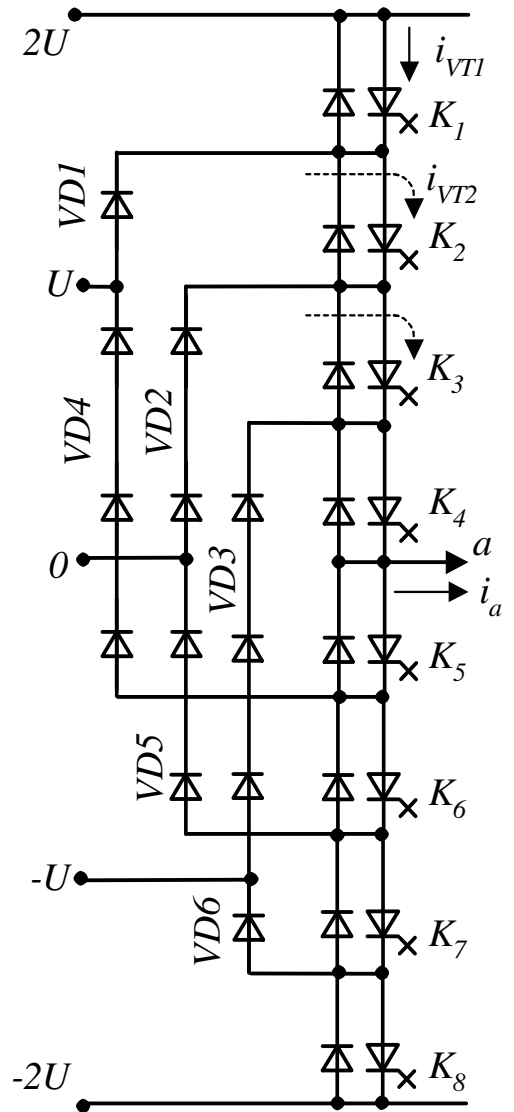 2U
i_VT1
K_1
VD1
i_VT2
K_2
U
K_3
VD4
VD2
K_4
0
VD3
a
i_a
K_5
VD5
K_6
-U
VD6
K_7
K_8
-2U